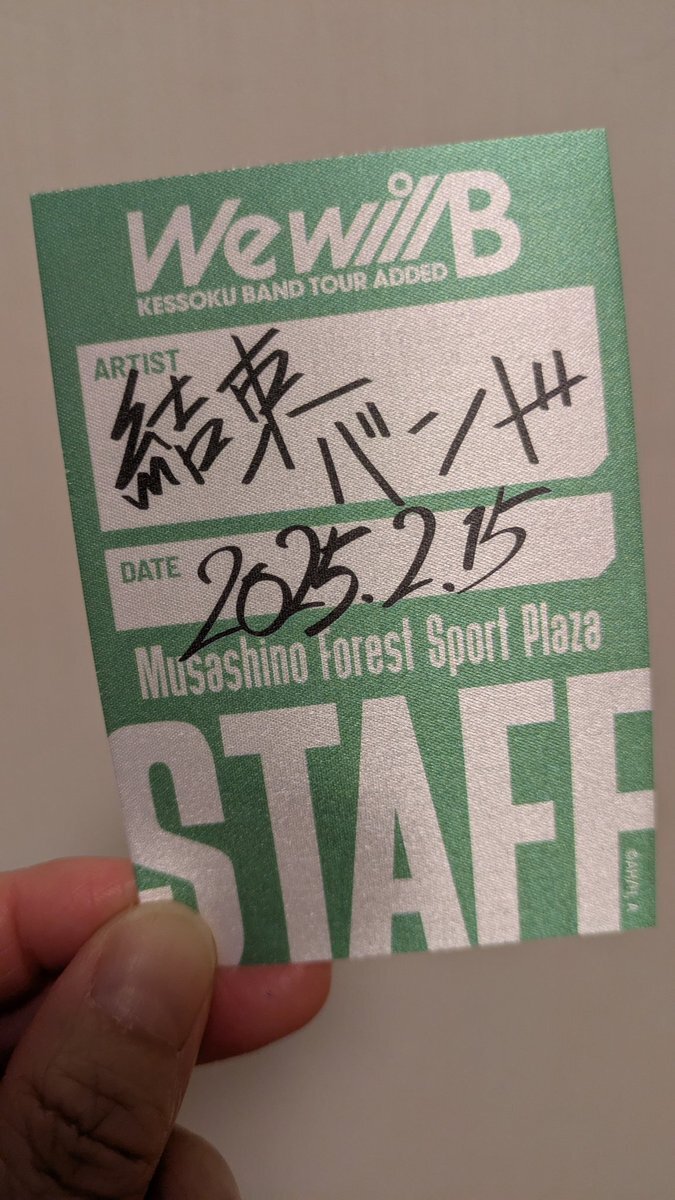 We will B
KESSOKU BAND TOUR ADDED
ARTIST
結束バンド
DATE
2025.2.15
Musashino Forest Sport Plaza
STAFF